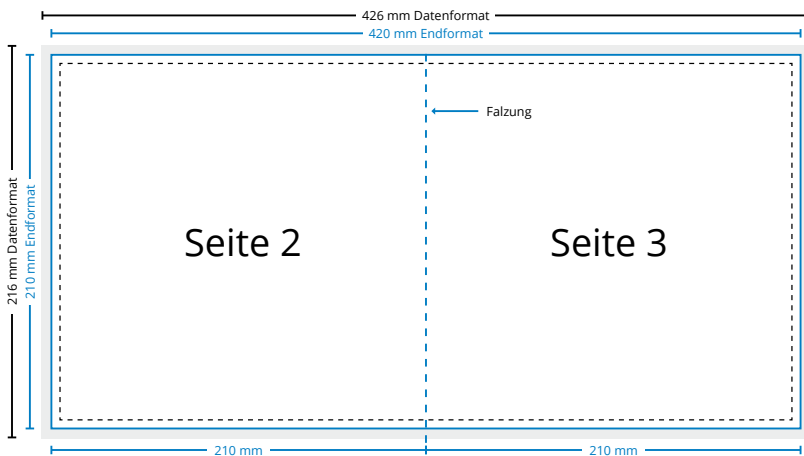 426 mm Datenformat
420 mm Endformat
216 mm Datenformat
210 mm Endformat
Falzung
Seite 2
Seite 3
210 mm
210 mm